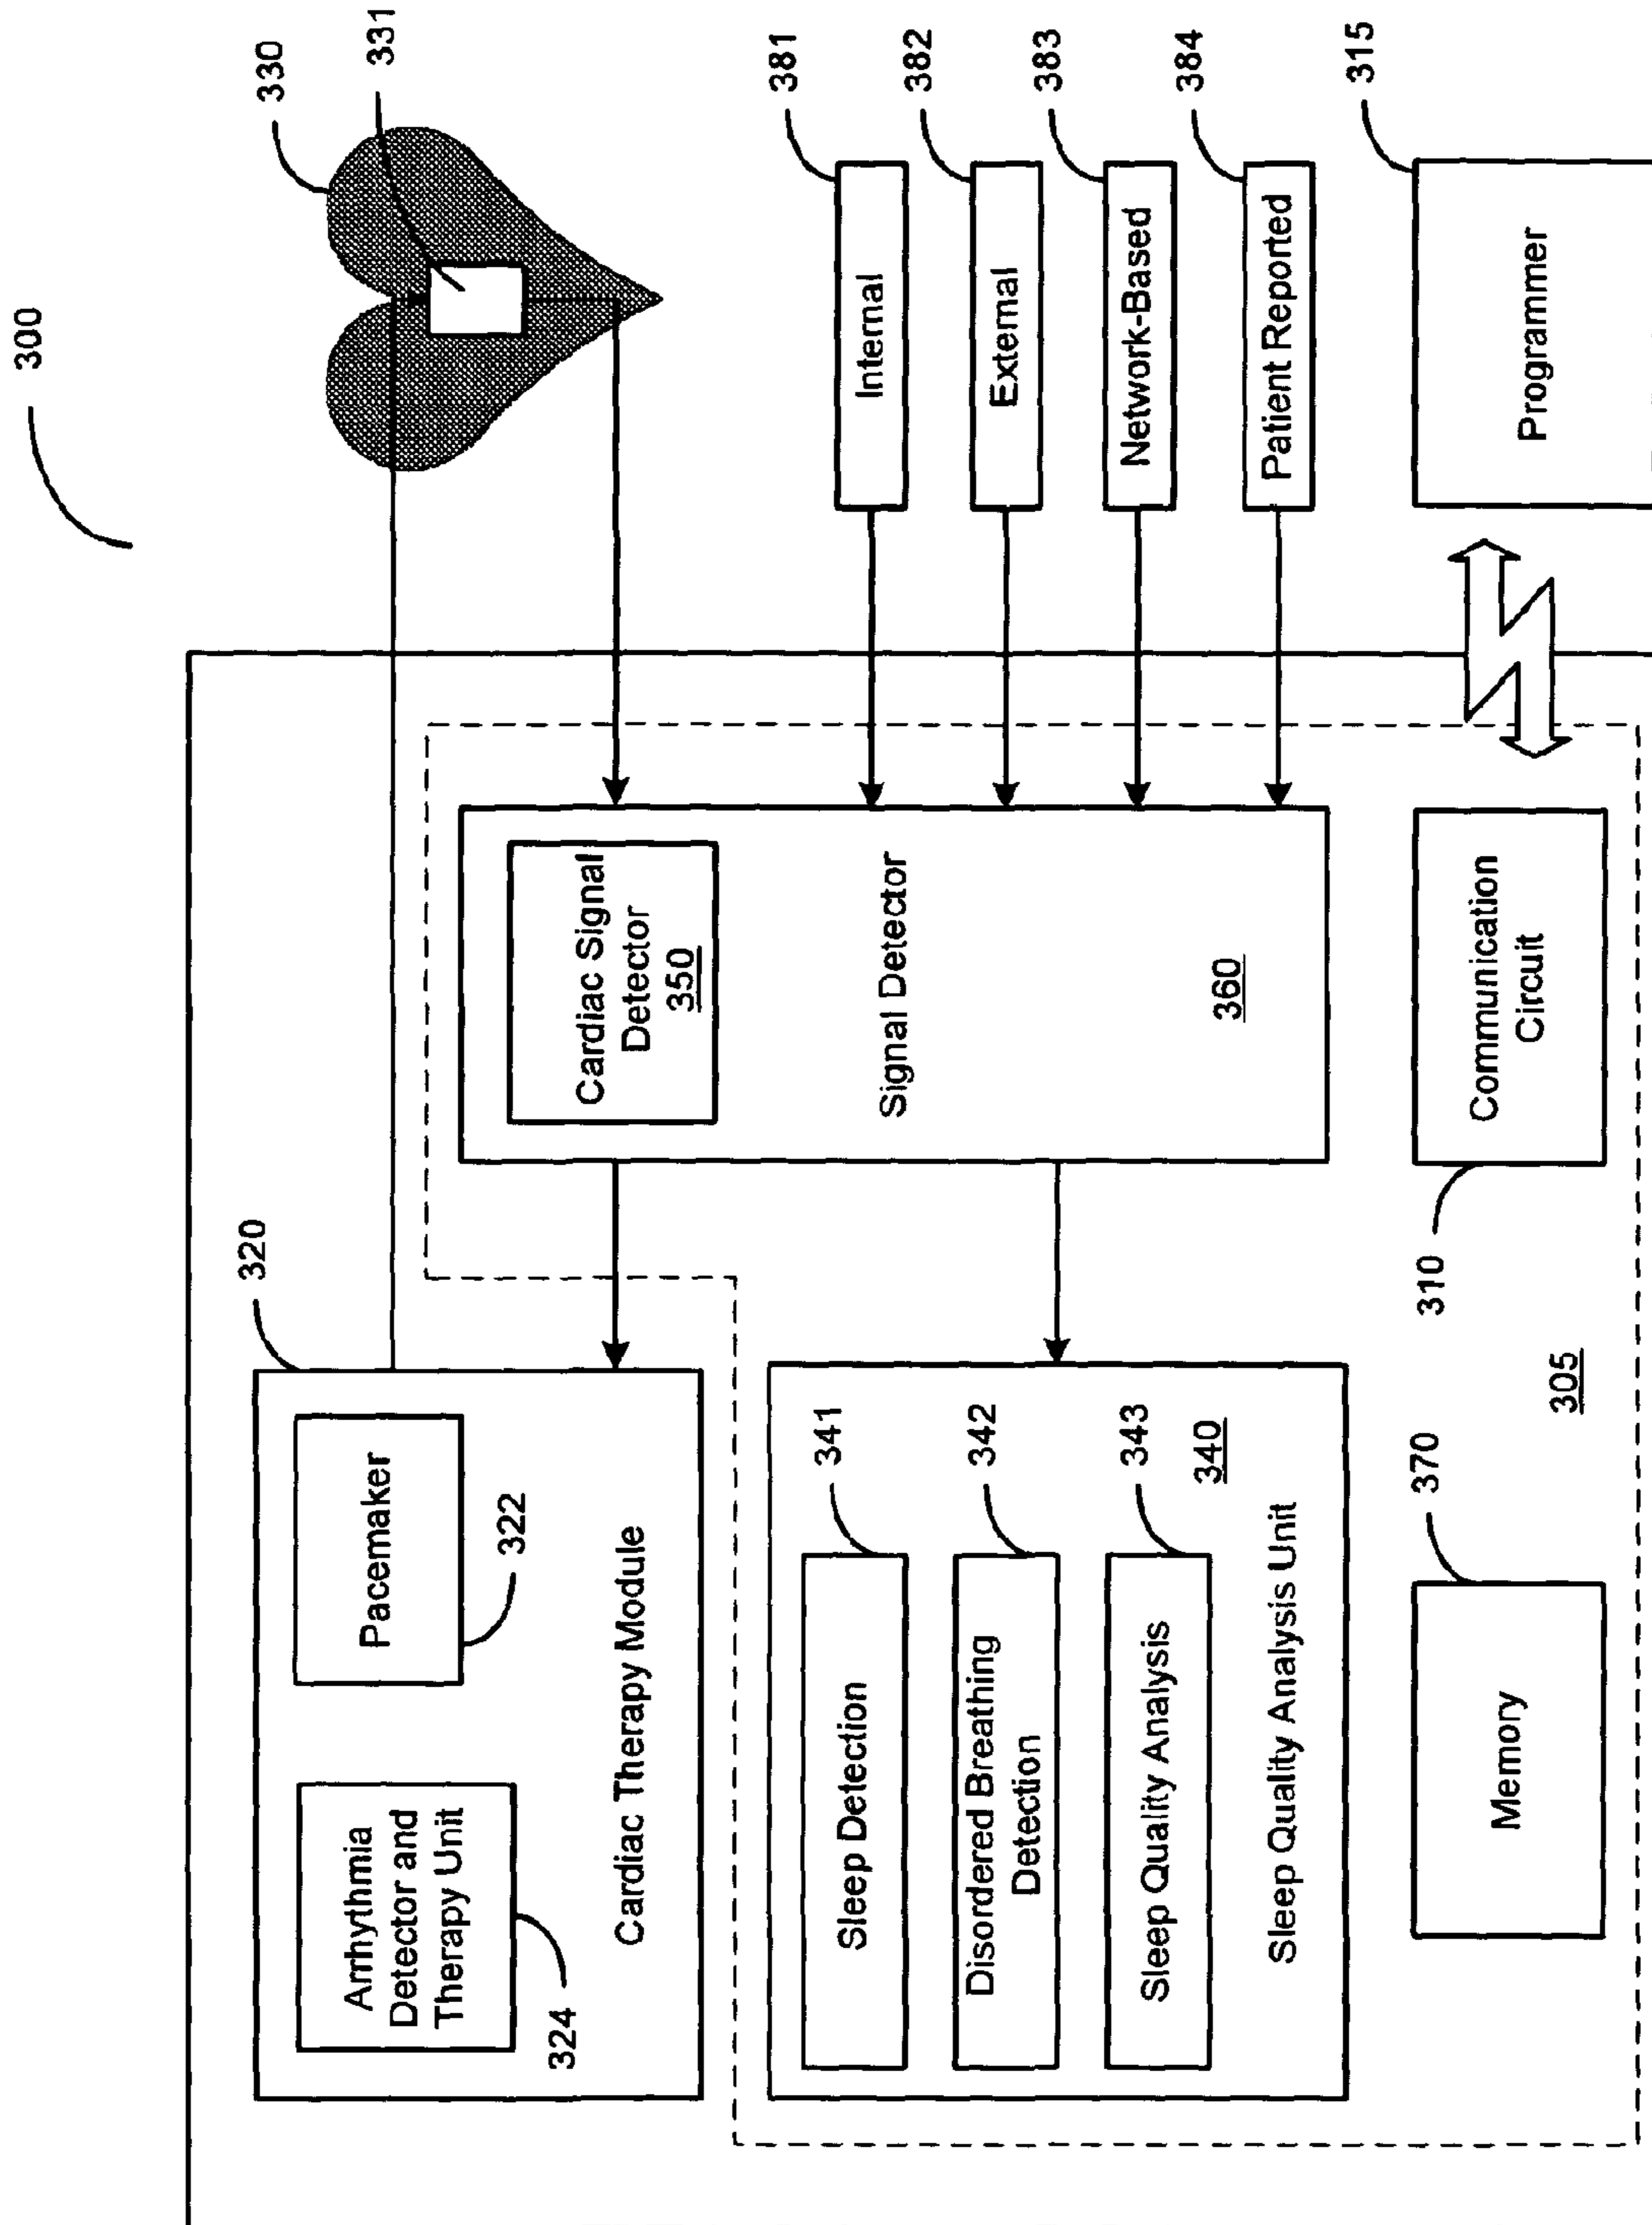 300
320
Arrhythmia
Detector and
Therapy Unit
324
Pacemaker
322
Cardiac Therapy Module
330
331
Cardiac Signal
Detector
350
Signal Detector
360
Sleep Detection
341
Disordered Breathing
Detection
342
Sleep Quality Analysis
343
340
Sleep Quality Analysis Unit
Internal
381
External
382
Network-Based
383
Patient Reported
384
Memory
370
305
Communication
Circuit
310
Programmer
315